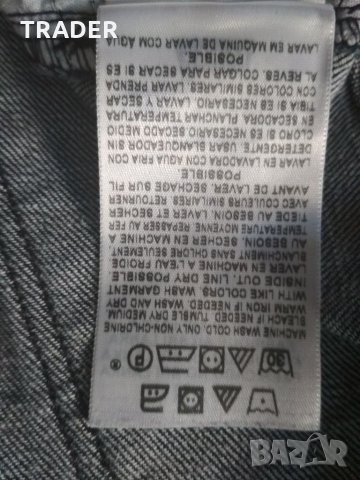 TRADER
30 P ®
MACHINE WASH COLD. ONLY NON-CHLORINE
BLEACH IF NEEDED. TUMBLE DRY MEDIUM.
WARM IRON IF NEEDED. WASH AND DRY
WITH LIKE COLORS. WASH GARMENT
INSIDE OUT. LINE DRY POSSIBLE.
LAVER EN MACHINE A L'EAU FROIDE
BLANCHIMENT SANS CHLORE SEULEMENT
AU BESOIN. SECHER EN MACHINE A
TEMPERATURE MOYENNE. REPASSER AU FER
TIEDE AU BESOIN. LAVER ET SECHER
AVEC COULEURS SIMILAIRES. RETOURNER
AVANT DE LAVER. SECHAGE SUR FIL
POSSIBLE.
LAVAR EN LAVADORA CON AGUA FRIA CON
DETERGENTE. USAR BLANQUEADOR SIN
CLORO SI ES NECESARIO. SECADO MEDIO
EN SECADORA. PLANCHAR TEMPERATURA
TIBIA SI ES NECESARIO. LAVAR Y SECAR
CON COLORES SIMILARES. LAVAR PRENDA
AL REVES. COLGAR PARA SECAR SI ES
POSIBLE.
LAVAR EM MAQUINA DE LAVAR COM AGUA
BAZAR